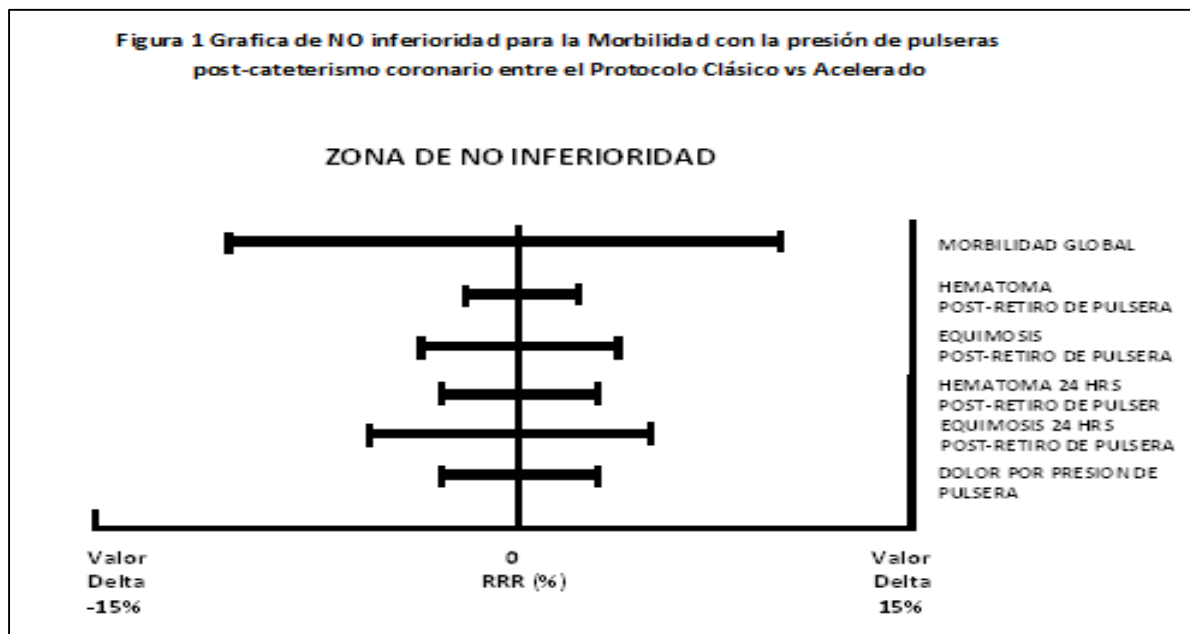 Figura 1 Grafica de NO inferioridad para la Morbilidad con la presión de pulseras
post-cateterismo coronario entre el Protocolo Clásico vs Acelerado
ZONA DE NO INFERIORIDAD
MORBILIDAD GLOBAL
HEMATOMA
POST-RETIRO DE PULSERA
EQUIMOSIS
POST-RETIRO DE PULSERA
HEMATOMA 24 HRS
POST-RETIRO DE PULSER
EQUIMOSIS 24 HRS
POST-RETIRO DE PULSERA
DOLOR POR PRESION DE
PULSERA
Valor
Delta
-15%
0
RRR (%)
Valor
Delta
15%